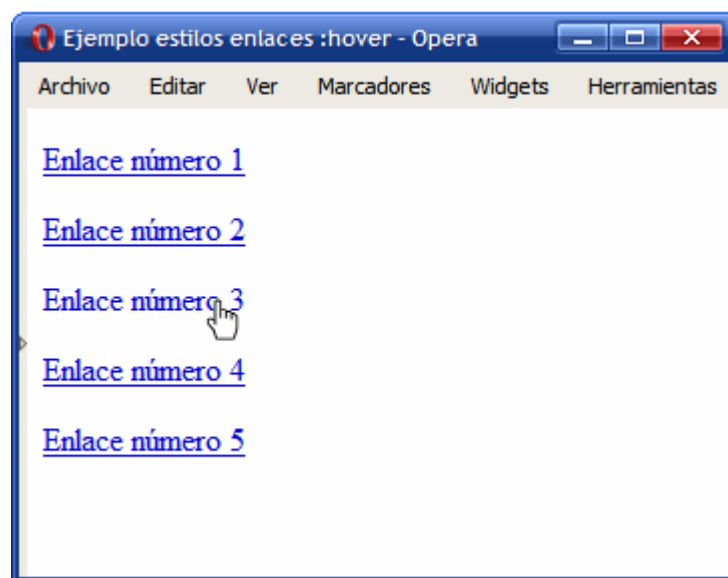 Ejemplo estilos enlaces :hover - Opera
Archivo Editar Ver Marcadores Widgets Herramientas
Enlace número 1
Enlace número 2
Enlace número 3
Enlace número 4
Enlace número 5